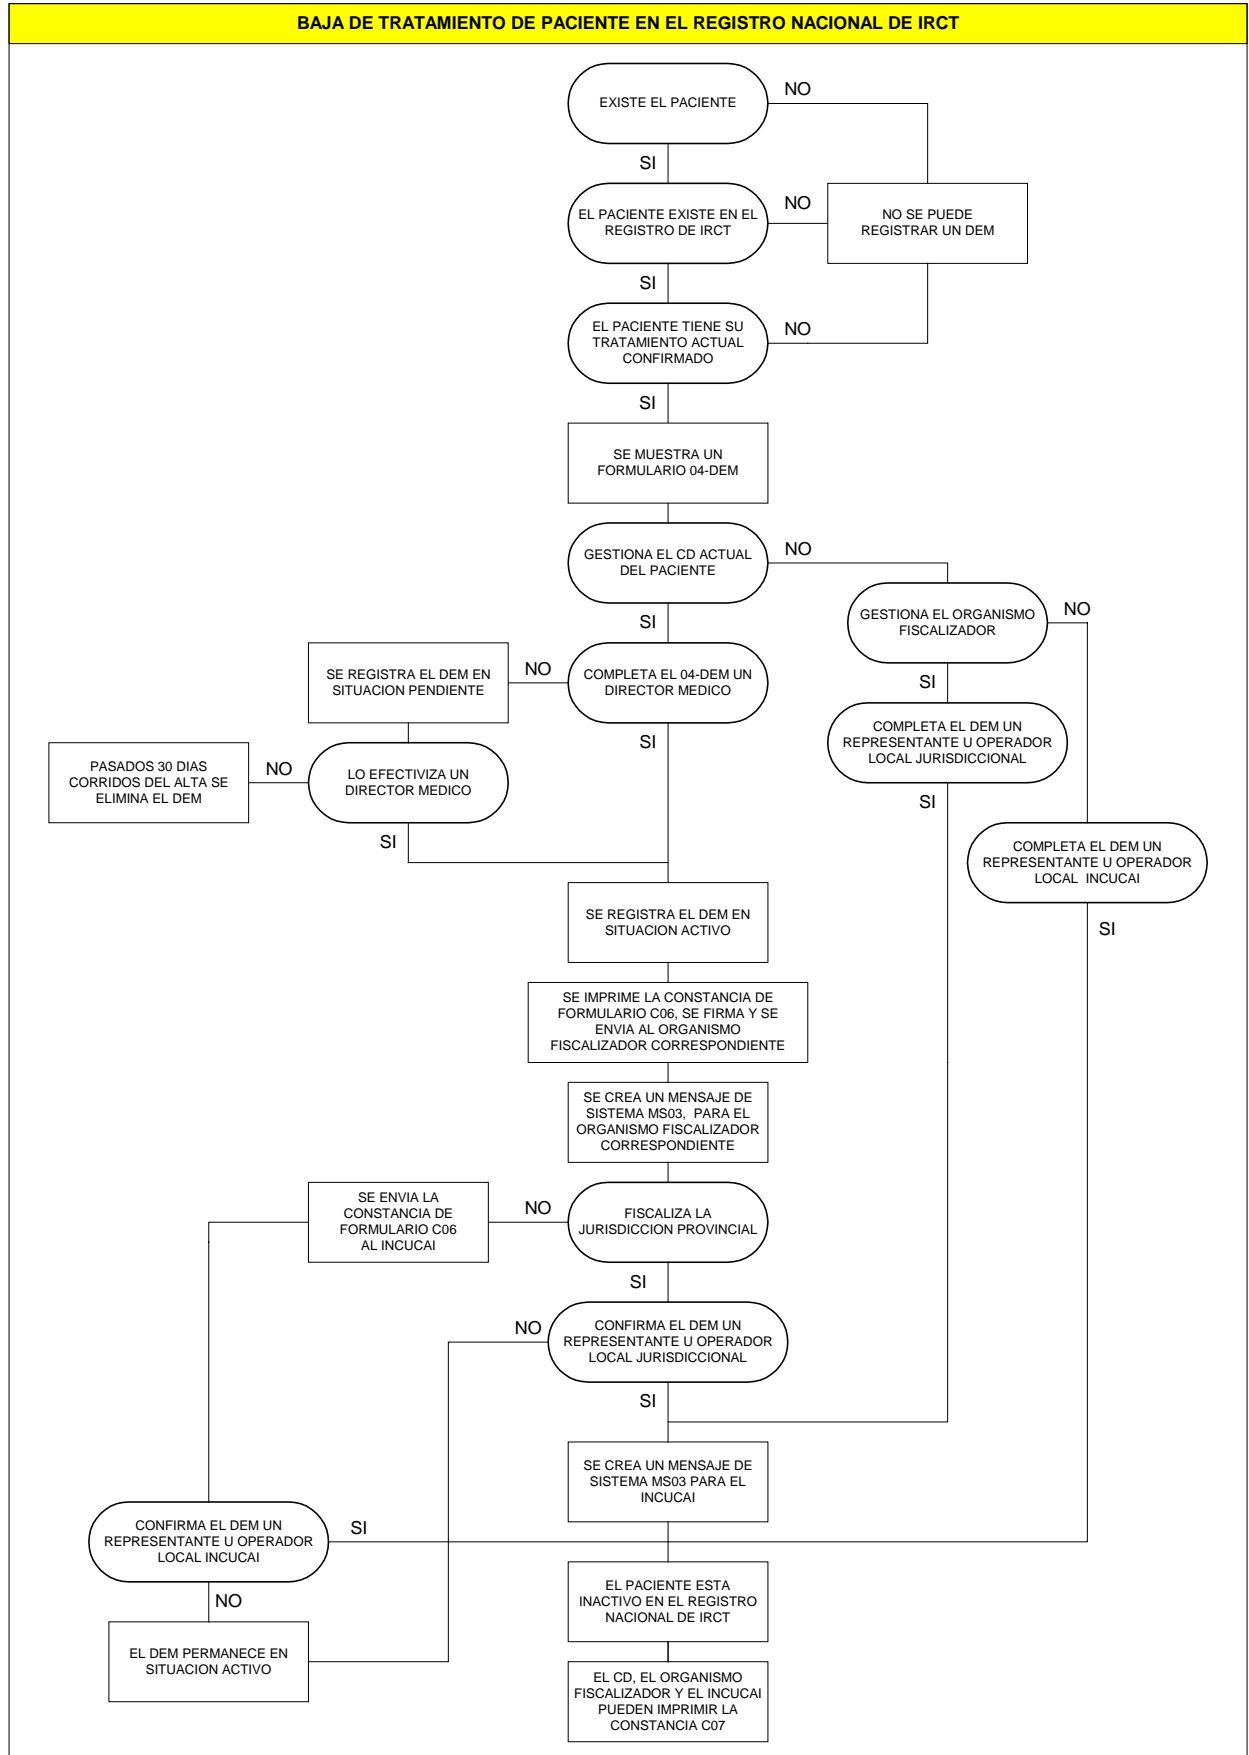 BAJA DE TRATAMIENTO DE PACIENTE EN EL REGISTRO NACIONAL DE IRCT
EXISTE EL PACIENTE
NO
SI
EL PACIENTE EXISTE EN EL
REGISTRO DE IRCT
NO
NO SE PUEDE
REGISTRAR UN DEM
SI
EL PACIENTE TIENE SU
TRATAMIENTO ACTUAL
CONFIRMADO
NO
SI
SE MUESTRA UN
FORMULARIO 04-DEM
GESTIONA EL CD ACTUAL
DEL PACIENTE
NO
GESTIONA EL ORGANISMO
FISCALIZADOR
NO
SI
SE REGISTRA EL DEM EN
SITUACION PENDIENTE
NO
COMPLETA EL 04-DEM UN
DIRECTOR MEDICO
SI
COMPLETA EL DEM UN
REPRESENTANTE U OPERADOR
LOCAL JURISDICCIONAL
SI
PASADOS 30 DIAS
CORRIDOS DEL ALTA SE
ELIMINA EL DEM
NO
LO EFECTIVIZA UN
DIRECTOR MEDICO
SI
SI
COMPLETA EL DEM UN
REPRESENTANTE U OPERADOR
LOCAL INCUCAI
SI
SE REGISTRA EL DEM EN
SITUACION ACTIVO
SE IMPRIME LA CONSTANCIA DE
FORMULARIO C06, SE FIRMA Y SE
ENVIA AL ORGANISMO
FISCALIZADOR CORRESPONDIENTE
SE CREA UN MENSAJE DE
SISTEMA MS03, PARA EL
ORGANISMO FISCALIZADOR
CORRESPONDIENTE
SE ENVIA LA
CONSTANCIA DE
FORMULARIO C06
AL INCUCAI
NO
FISCALIZA LA
JURISDICCION PROVINCIAL
SI
NO
CONFIRMA EL DEM UN
REPRESENTANTE U OPERADOR
LOCAL JURISDICCIONAL
SI
SE CREA UN MENSAJE DE
SISTEMA MS03 PARA EL
INCUCAI
CONFIRMA EL DEM UN
REPRESENTANTE U OPERADOR
LOCAL INCUCAI
SI
NO
EL PACIENTE ESTA
INACTIVO EN EL REGISTRO
NACIONAL DE IRCT
EL DEM PERMANECE EN
SITUACION ACTIVO
EL CD, EL ORGANISMO
FISCALIZADOR Y EL INCUCAI
PUEDEN IMPRIMIR LA
CONSTANCIA C07